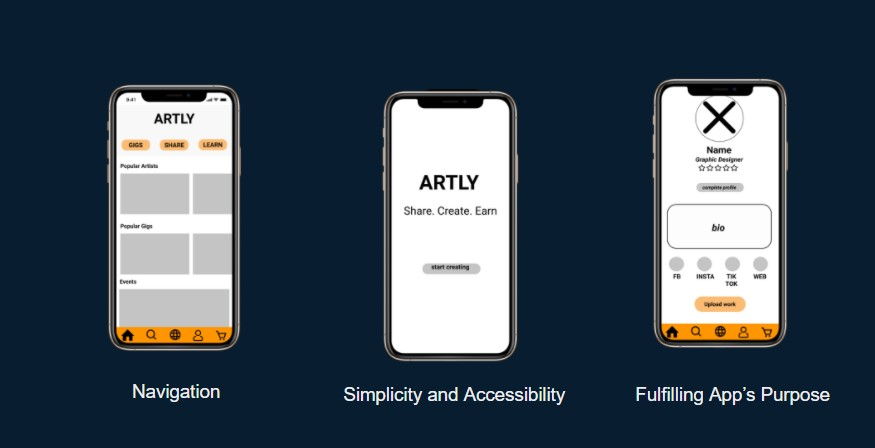 9:41
ARTLY
GIGS SHARE LEARN
Popular Artists
Popular Gigs
Events
Navigation
ARTLY
Share. Create. Earn
start creating
Simplicity and Accessibility
Name
Graphic Designer
complete profile
bio
FB INSTA TIK TOK WEB
Upload work
Fulfilling App's Purpose